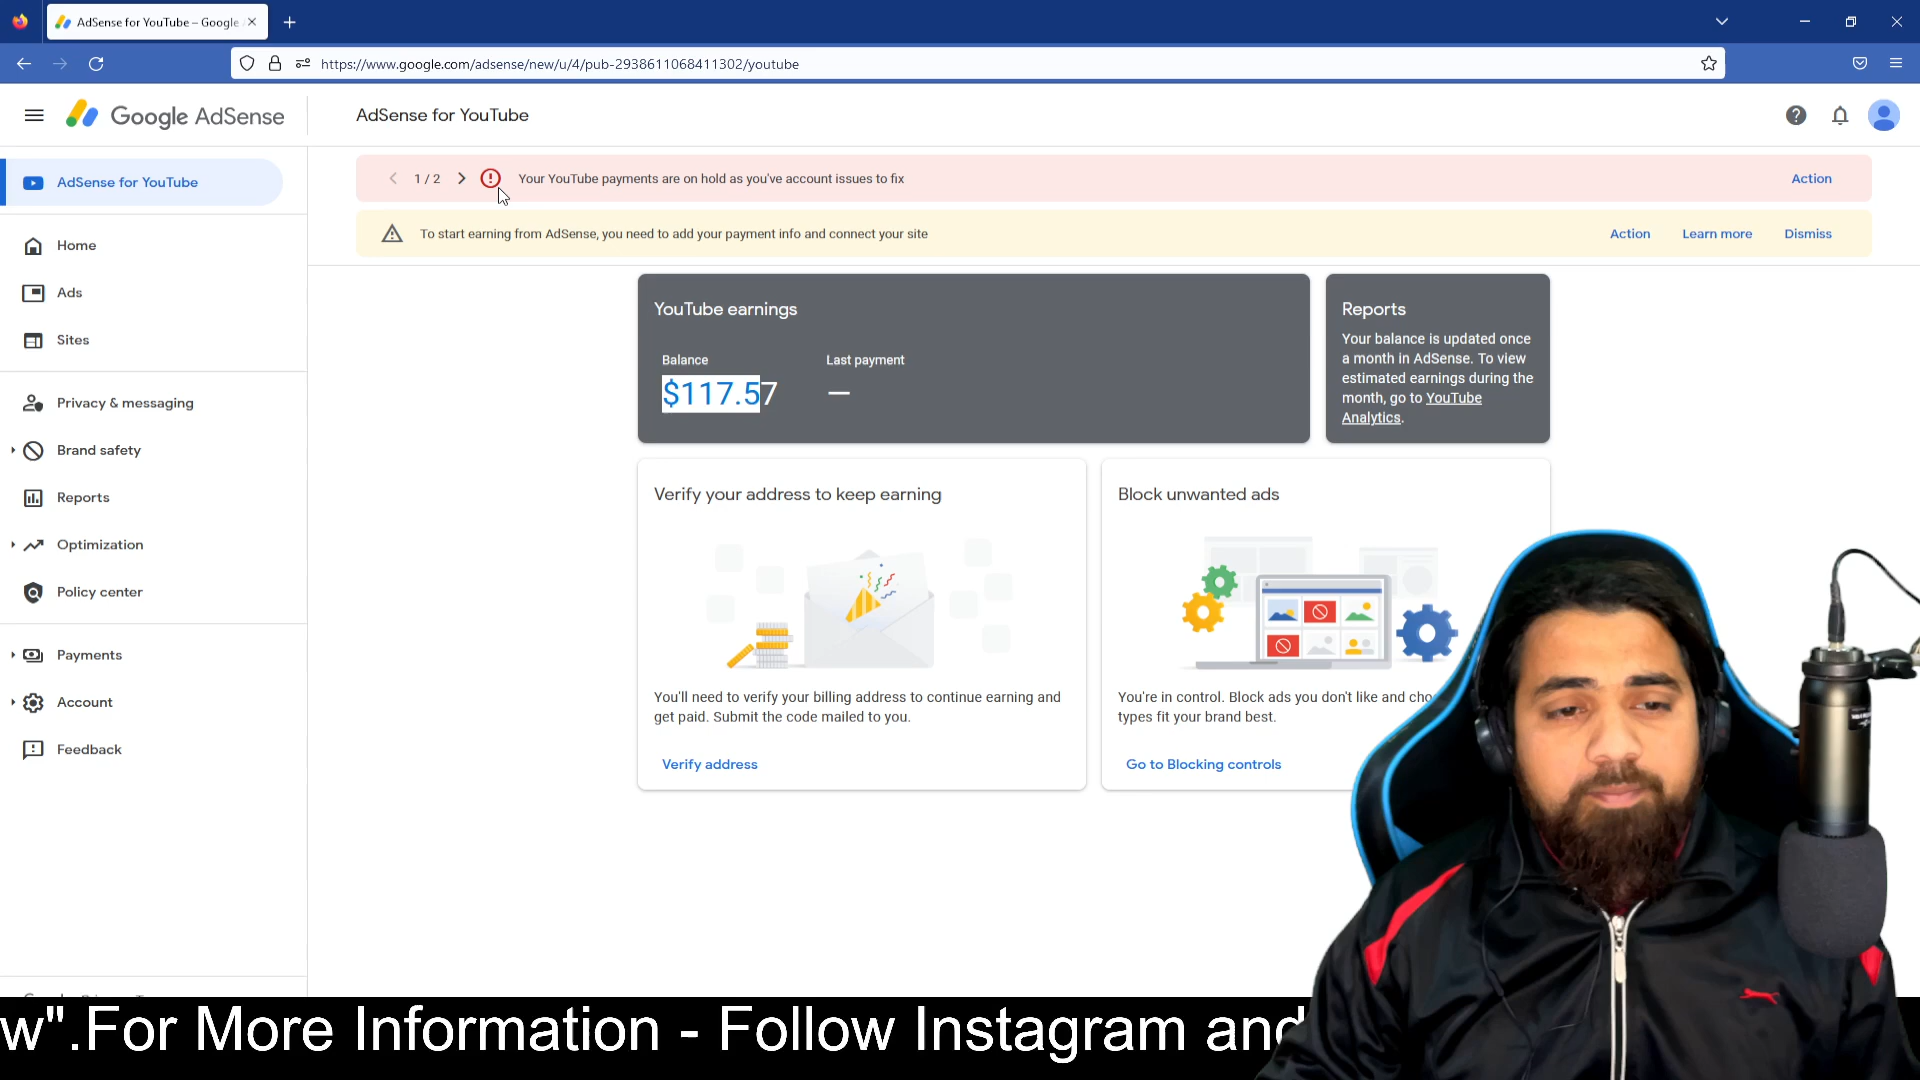 AdSense for YouTube – Google
https://www.google.com/adsense/new/u/4/pub-2938611068411302/youtube
Google AdSense
AdSense for YouTube
AdSense for YouTube
Home
Ads
Sites
Privacy & messaging
Brand safety
Reports
Optimization
Policy center
Payments
Account
Feedback
1 / 2
Your YouTube payments are on hold as you've account issues to fix
Action
To start earning from AdSense, you need to add your payment info and connect your site
Action
Learn more
Dismiss
YouTube earnings
Balance
$117.57
Last payment
—
Reports
Your balance is updated once
a month in AdSense. To view
estimated earnings during the
month, go to YouTube
Analytics.
Verify your address to keep earning
You'll need to verify your billing address to continue earning and
get paid. Submit the code mailed to you.
Verify address
Block unwanted ads
You're in control. Block ads you don't like and
types fit your brand best.
Go to Blocking controls
w".For More Information - Follow Instagram and